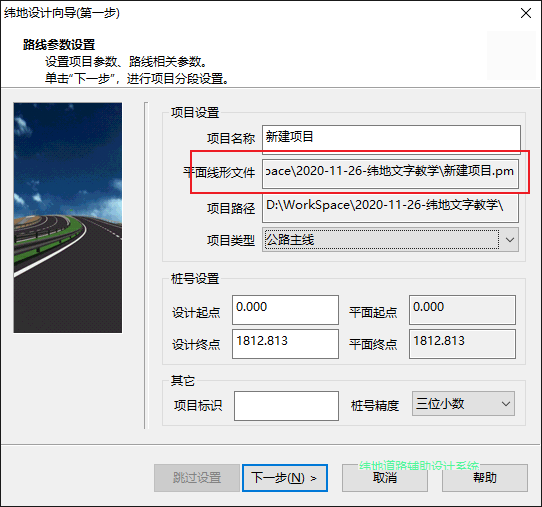 纬地设计向导(第一步)
路线参数设置
设置项目参数、路线相关参数。
单击“下一步”，进行项目分段设置。
项目设置
项目名称 新建项目
平面线形文件 pace\2020-11-26-纬地文字教学\新建项目.pm
项目路径 D:\WorkSpace\2020-11-26-纬地文字教学\
项目类型 公路主线
桩号设置
设计起点 0.000 平面起点 0.000
设计终点 1812.813 平面终点 1812.813
其它
项目标识 桩号精度 三位小数
纬地道路辅助设计系统
跳过设置 下一步(N) > 取消 帮助